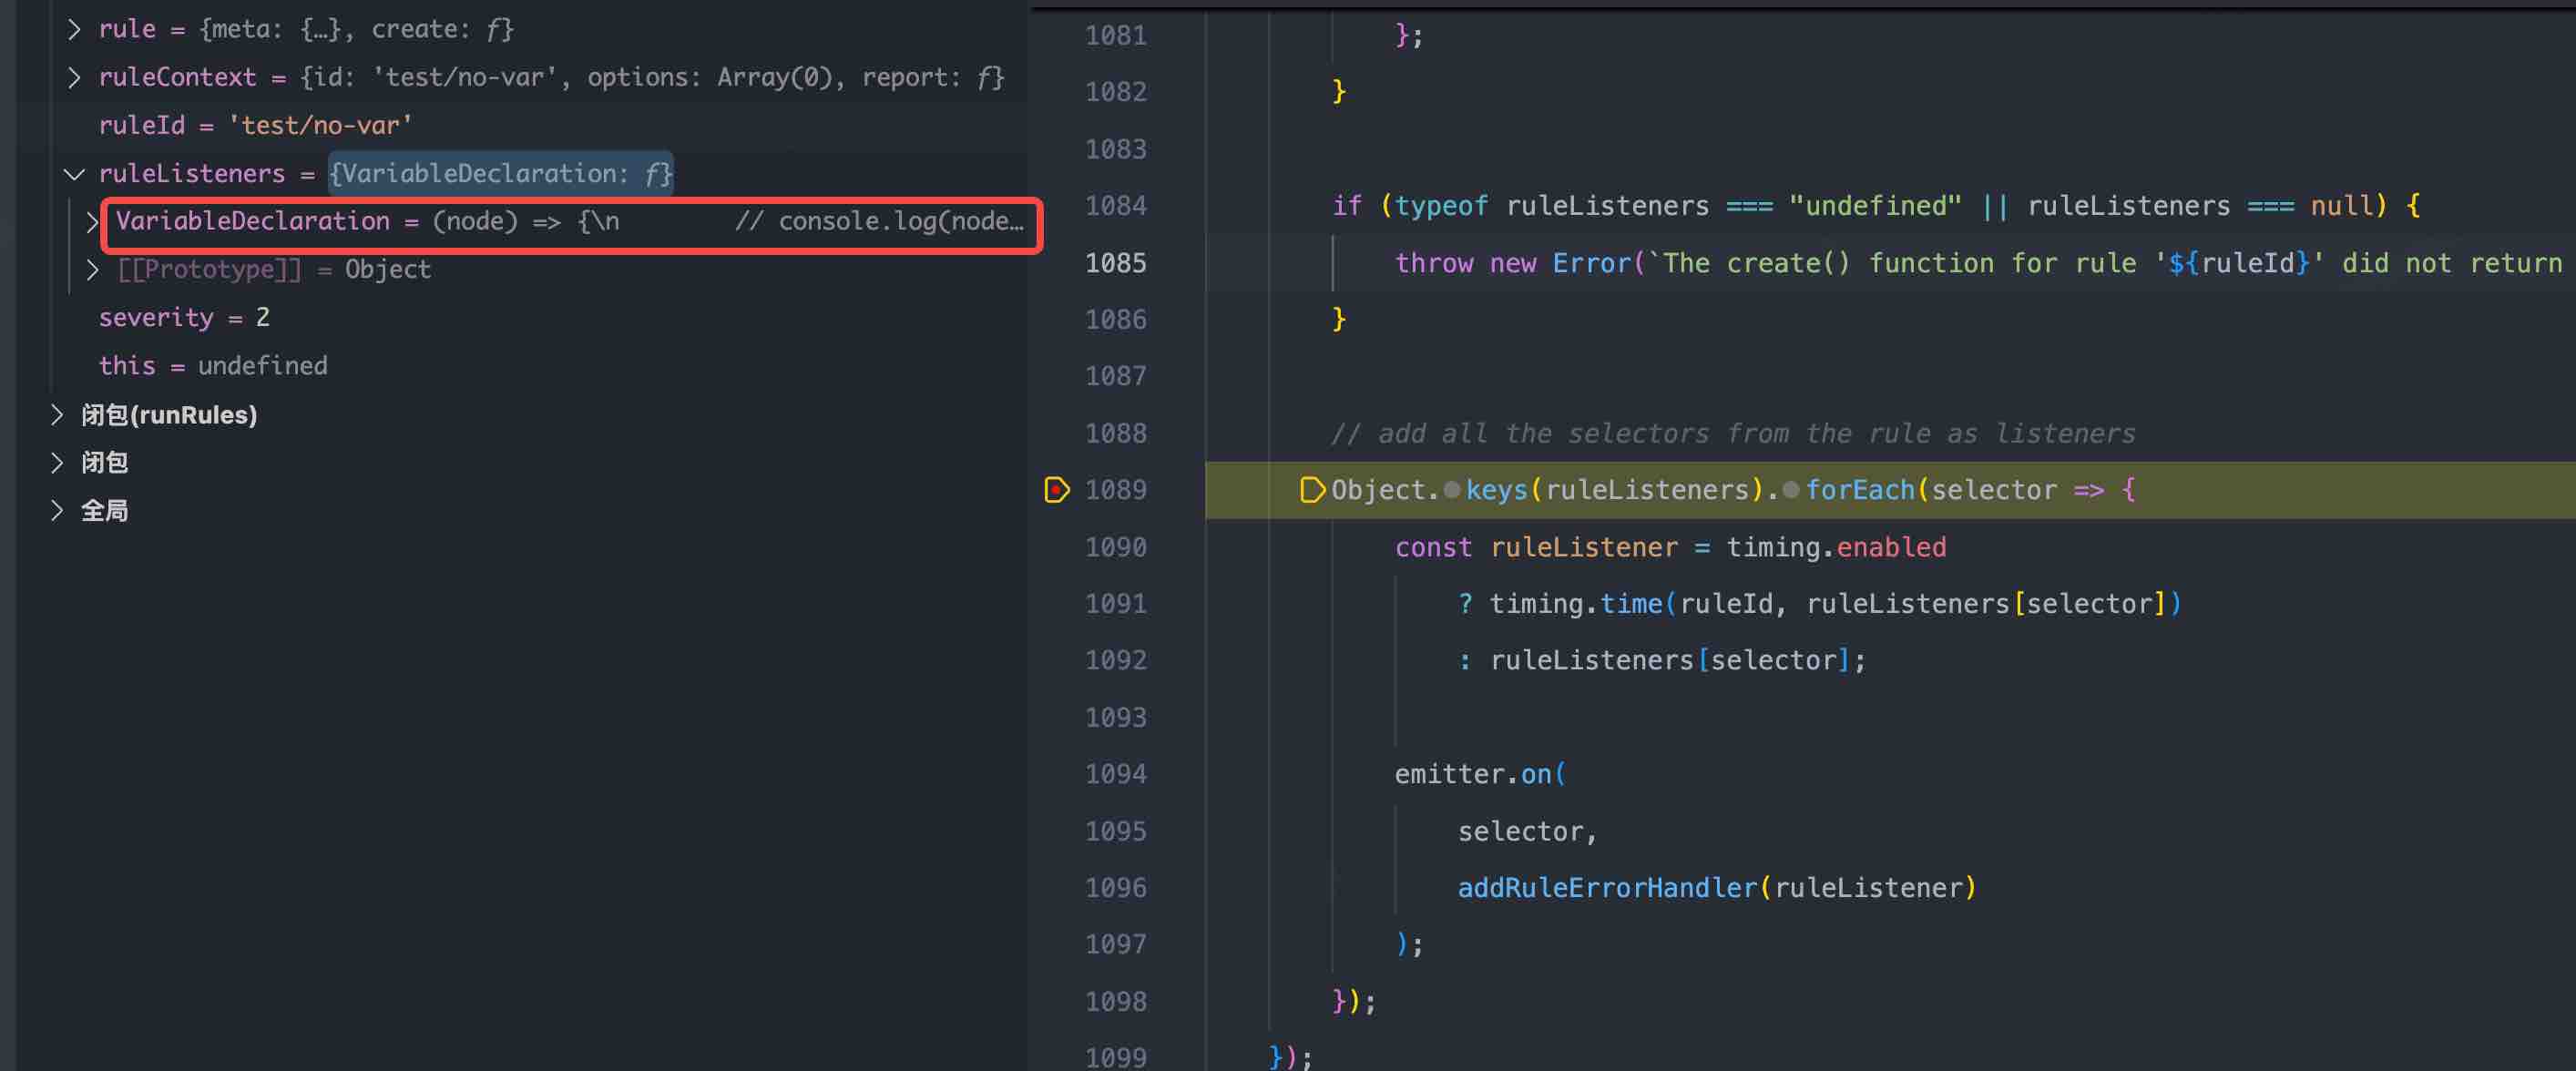 rule = {meta: {…}, create: ƒ}
ruleContext = {id: 'test/no-var', options: Array(0), report: ƒ}
ruleId = 'test/no-var'
ruleListeners = {VariableDeclaration: ƒ}
VariableDeclaration = (node) => {\n        // console.log(node…
[[Prototype]] = Object
severity = 2
this = undefined
闭包(runRules)
闭包
全局
1081 };
1082 }
1083
1084 if (typeof ruleListeners === "undefined" || ruleListeners === null) {
1085 throw new Error(`The create() function for rule '${ruleId}' did not return
1086 }
1087
1088 // add all the selectors from the rule as listeners
1089 Object.keys(ruleListeners).forEach(selector => {
1090 const ruleListener = timing.enabled
1091 ? timing.time(ruleId, ruleListeners[selector])
1092 : ruleListeners[selector];
1093
1094 emitter.on(
1095 selector,
1096 addRuleErrorHandler(ruleListener)
1097 );
1098 });
1099 });